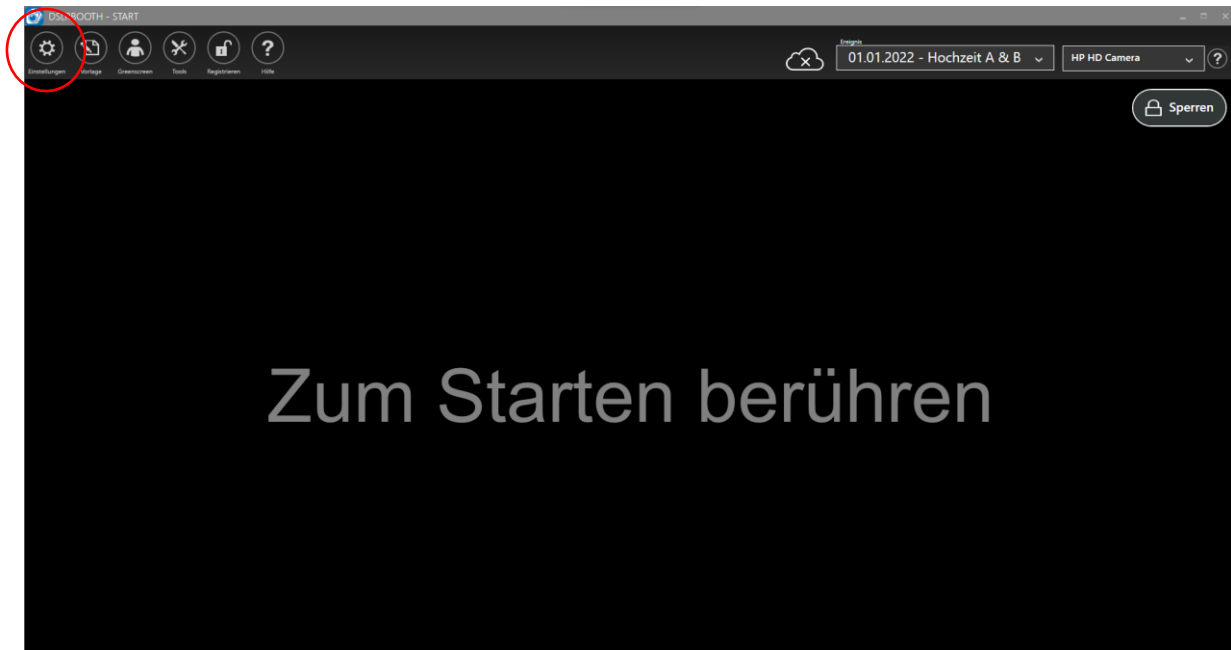 DSLRBOOTH - START
Einstellungen Vorlage Greenscreen Tools Registrieren Hilfe
Ereignis
01.01.2022 - Hochzeit A & B
HP HD Camera
?
Sperren
Zum Starten berühren